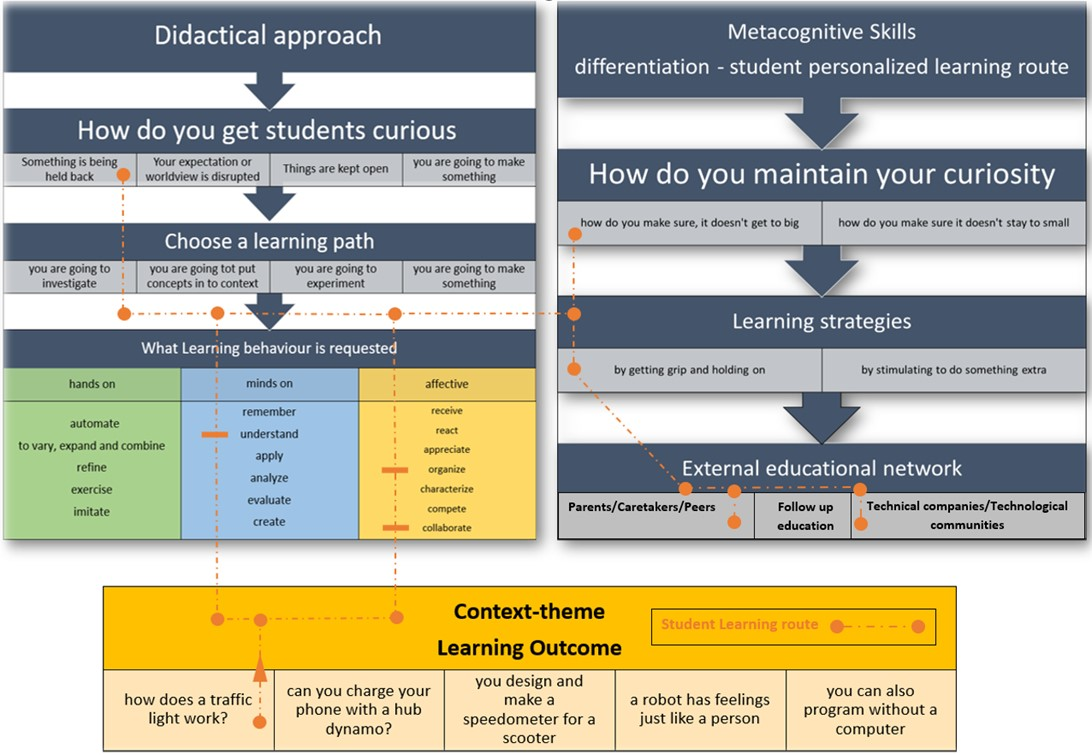 Didactical approach
How do you get students curious
Something is being
held back
Your expectation or
worldview is disrupted
Things are kept open
you are going to make
something
Choose a learning path
you are going to
investigate
you are going tot put
concepts in to context
you are going to
experiment
you are going to make
something
What Learning behaviour is requested
hands on
minds on
affective
automate
to vary, expand and combine
refine
exercise
imitate
remember
understand
apply
analyze
evaluate
create
receive
react
appreciate
organize
characterize
compete
collaborate
Metacognitive Skills
differentiation - student personalized learning route
How do you maintain your curiosity
how do you make sure, it doesn't get to big
how do you make sure it doesn't stay to small
Learning strategies
by getting grip and holding on
by stimulating to do something extra
External educational network
Parents/Caretakers/Peers
Follow up
education
Technical companies/Technological
communities
Context-theme
Learning Outcome
Student Learning route
how does a traffic
light work?
can you charge your
phone with a hub
dynamo?
you design and
make a
speedometer for a
scooter
a robot has feelings
just like a person
you can also
program without a
computer